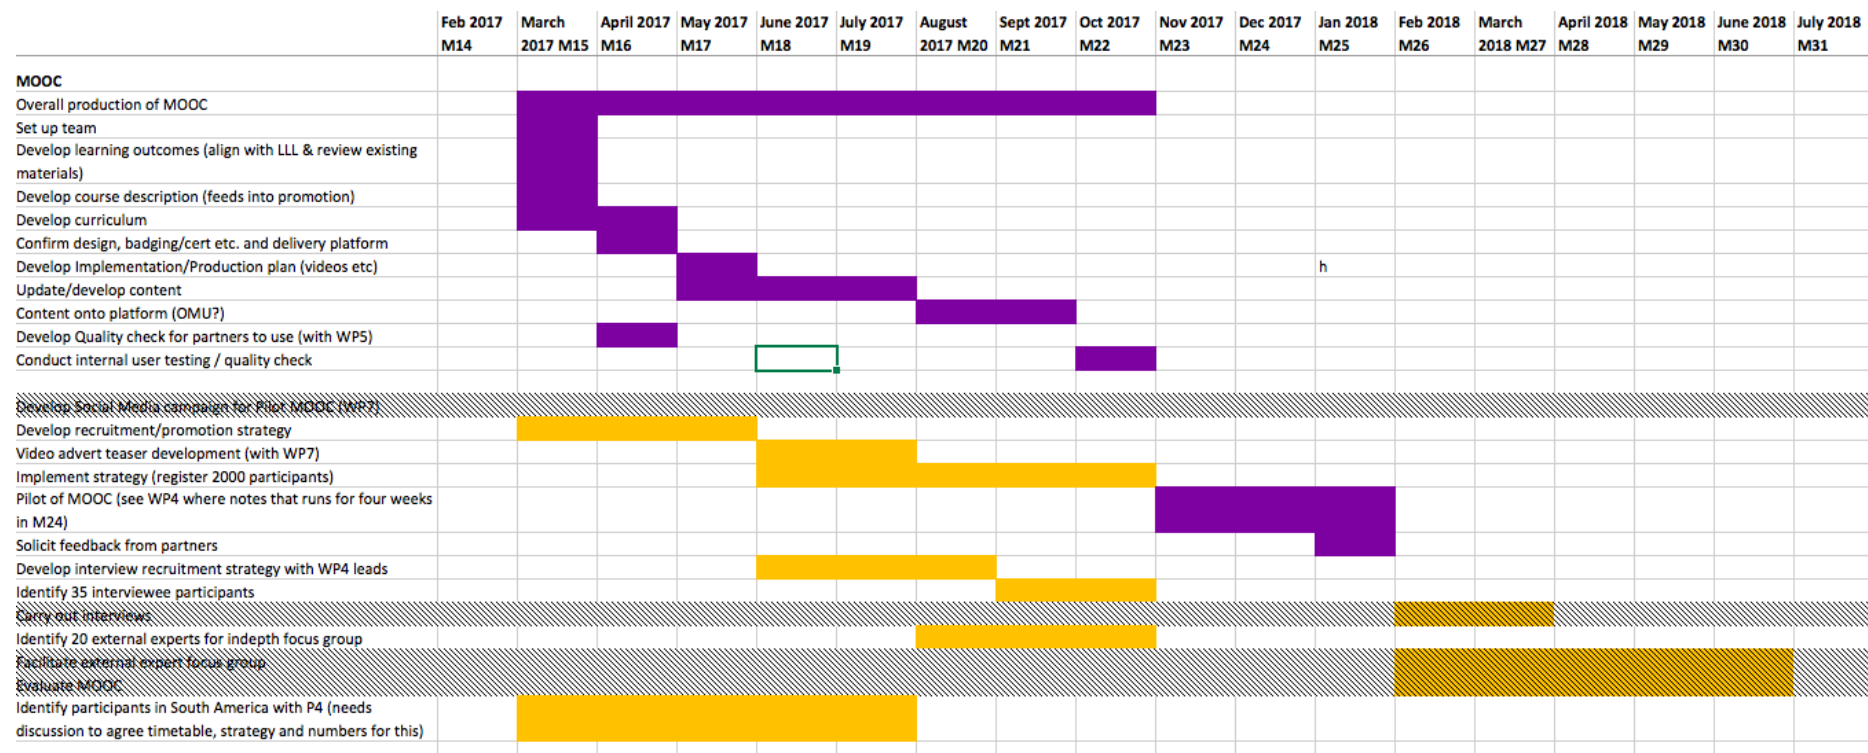 Feb 2017 March April 2017 May 2017 June 2017 July 2017 August Sept 2017 Oct 2017 Nov 2017 Dec 2017 Jan 2018 Feb 2018 March April 2018 May 2018 June 2018 July 2018
M14 2017 M15 M16 M17 M18 M19 2017 M20 M21 M22 M23 M24 M25 M26 2018 M27 M28 M29 M30 M31
MOOC
Overall production of MOOC
Set up team
Develop learning outcomes (align with LLL & review existing
materials)
Develop course description (feeds into promotion)
Develop curriculum
Confirm design, badging/cert etc. and delivery platform
Develop Implementation/Production plan (videos etc)
h
Update/develop content
Content onto platform (OMU?)
Develop Quality check for partners to use (with WP5)
Conduct internal user testing / quality check
Develop Social Media campaign for Pilot MOOC (WP7)
Develop recruitment/promotion strategy
Video advert teaser development (with WP7)
Implement strategy (register 2000 participants)
Pilot of MOOC (see WP4 where notes that runs for four weeks
in M24)
Solicit feedback from partners
Develop interview recruitment strategy with WP4 leads
Identify 35 interviewee participants
Carry out interviews
Identify 20 external experts for indepth focus group
Facilitate external expert focus group
Evaluate MOOC
Identify participants in South America with P4 (needs
discussion to agree timetable, strategy and numbers for this)